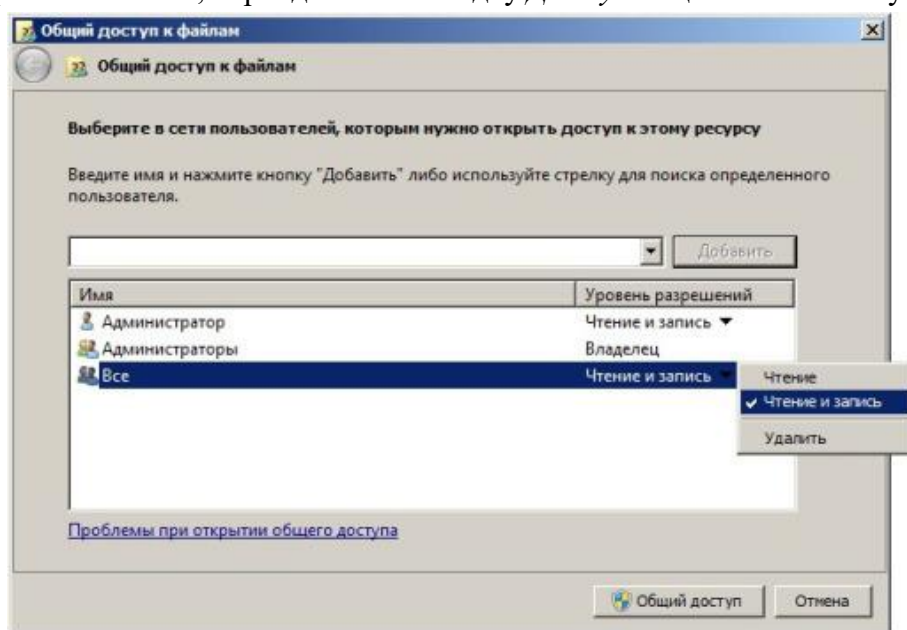 Общий доступ к файлам
Общий доступ к файлам
Выберите в сети пользователей, которым нужно открыть доступ к этому ресурсу
Введите имя и нажмите кнопку "Добавить" либо используйте стрелку для поиска определенного
пользователя.
Добавить
Имя Уровень разрешений
Администратор Чтение и запись
Администраторы Владелец
Все Чтение и запись
Чтение
Чтение и запись
Удалить
Проблемы при открытии общего доступа
Общий доступ Отмена